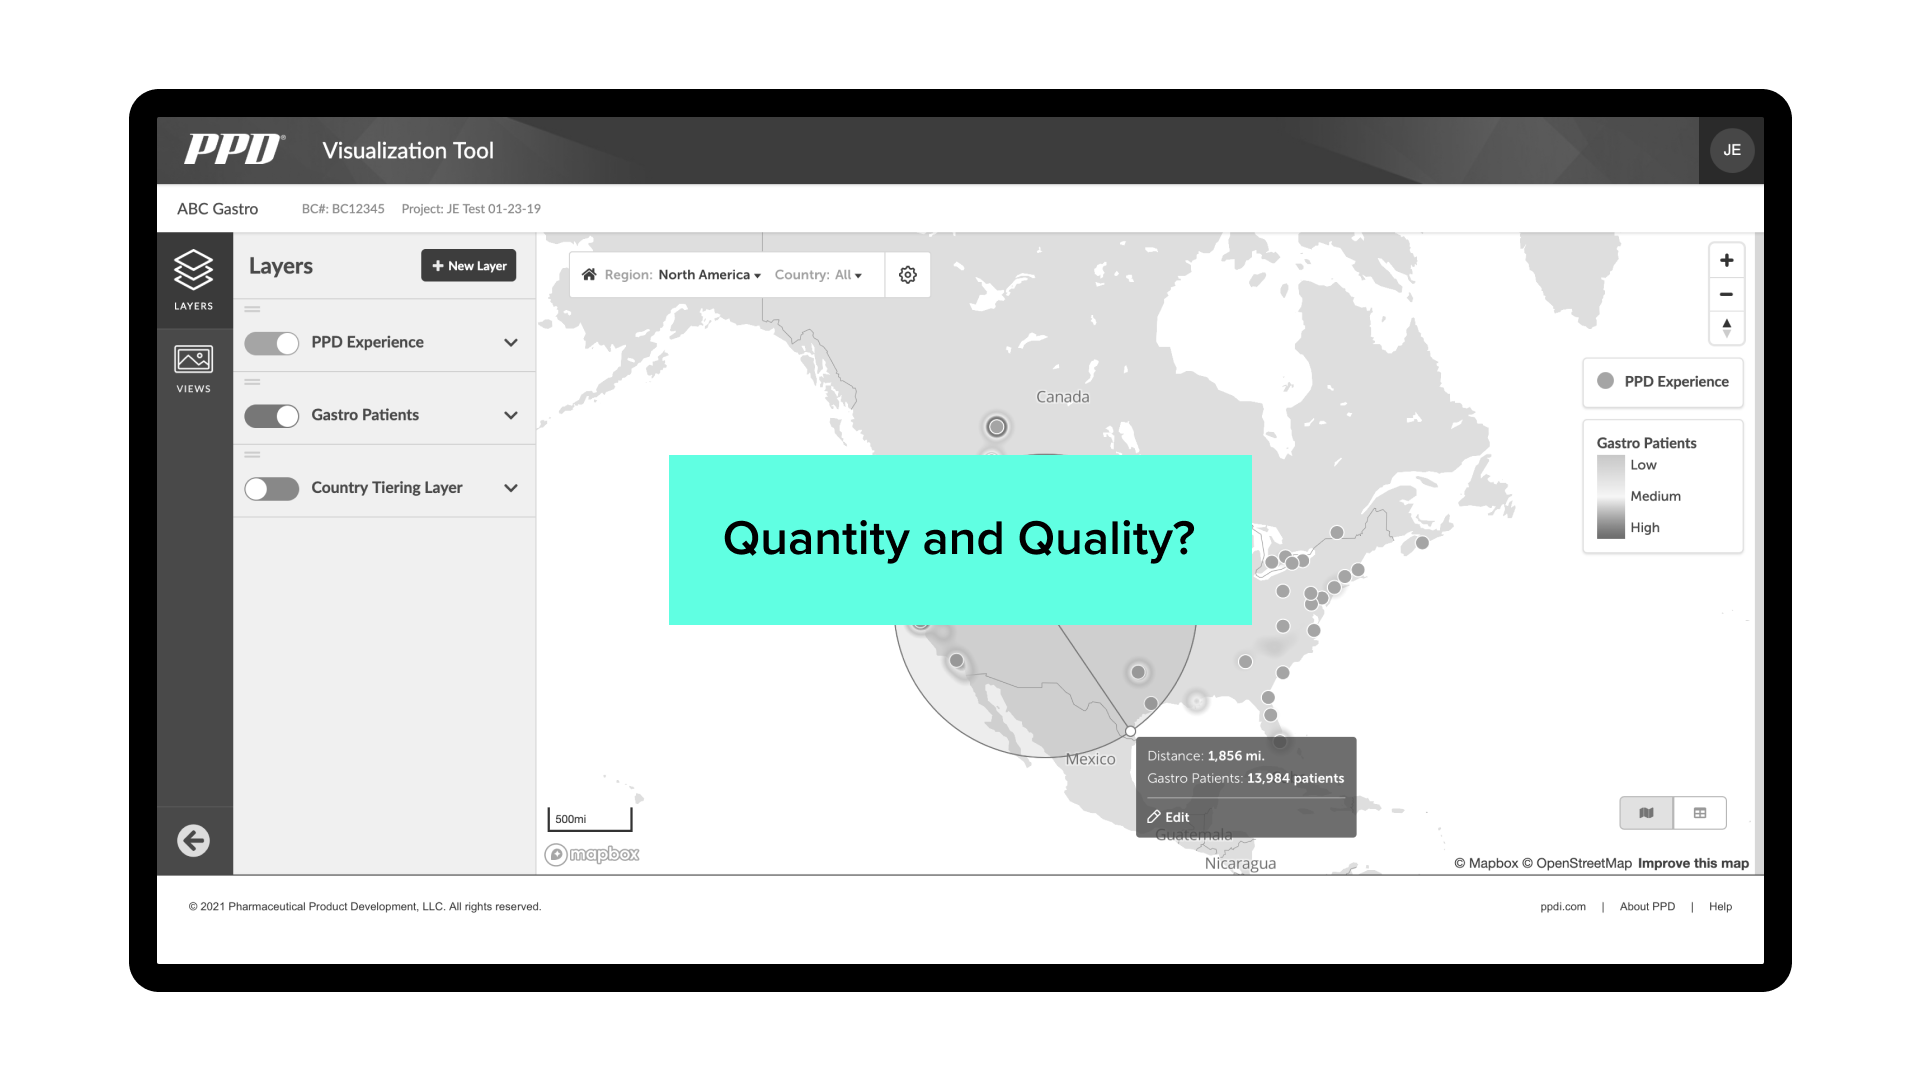 PPD®
Visualization Tool
JE
ABC Gastro
BC#: BC12345
Project: JE Test 01-23-19
LAYERS
VIEWS
Layers
+ New Layer
PPD Experience
Gastro Patients
Country Tiering Layer
Region: North America
Country: All
Canada
PPD Experience
Gastro Patients
Low
Medium
High
Quantity and Quality?
Mexico
Distance: 1,856 mi.
Gastro Patients: 13,984 patients
Edit
Guatemala
Nicaragua
500mi
mapbox
© Mapbox © OpenStreetMap Improve this map
© 2021 Pharmaceutical Product Development, LLC. All rights reserved.
ppdi.com | About PPD | Help